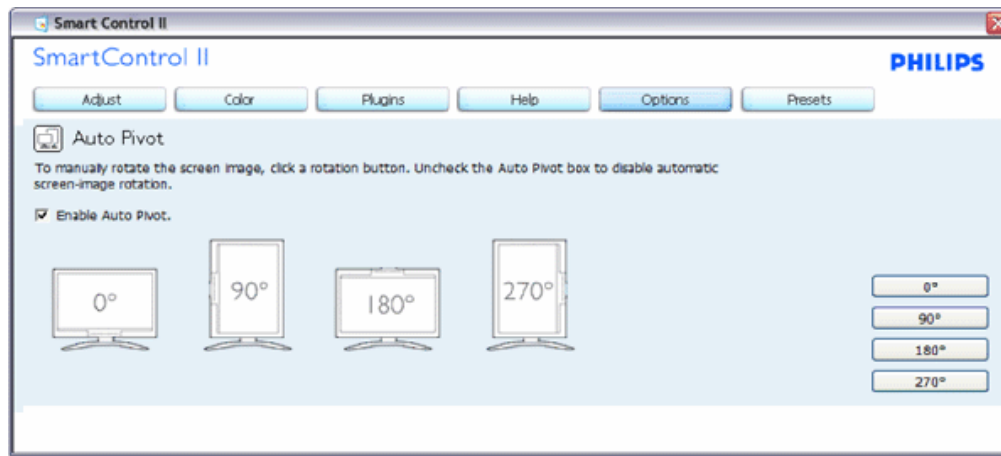 Smart Control II
SmartControl II
PHILIPS
Adjust Color Plugins Help Options Presets
Auto Pivot
To manually rotate the screen image, click a rotation button. Uncheck the Auto Pivot box to disable automatic
screen-image rotation.
Enable Auto Pivot.
0° 90° 180° 270°
0°
90°
180°
270°